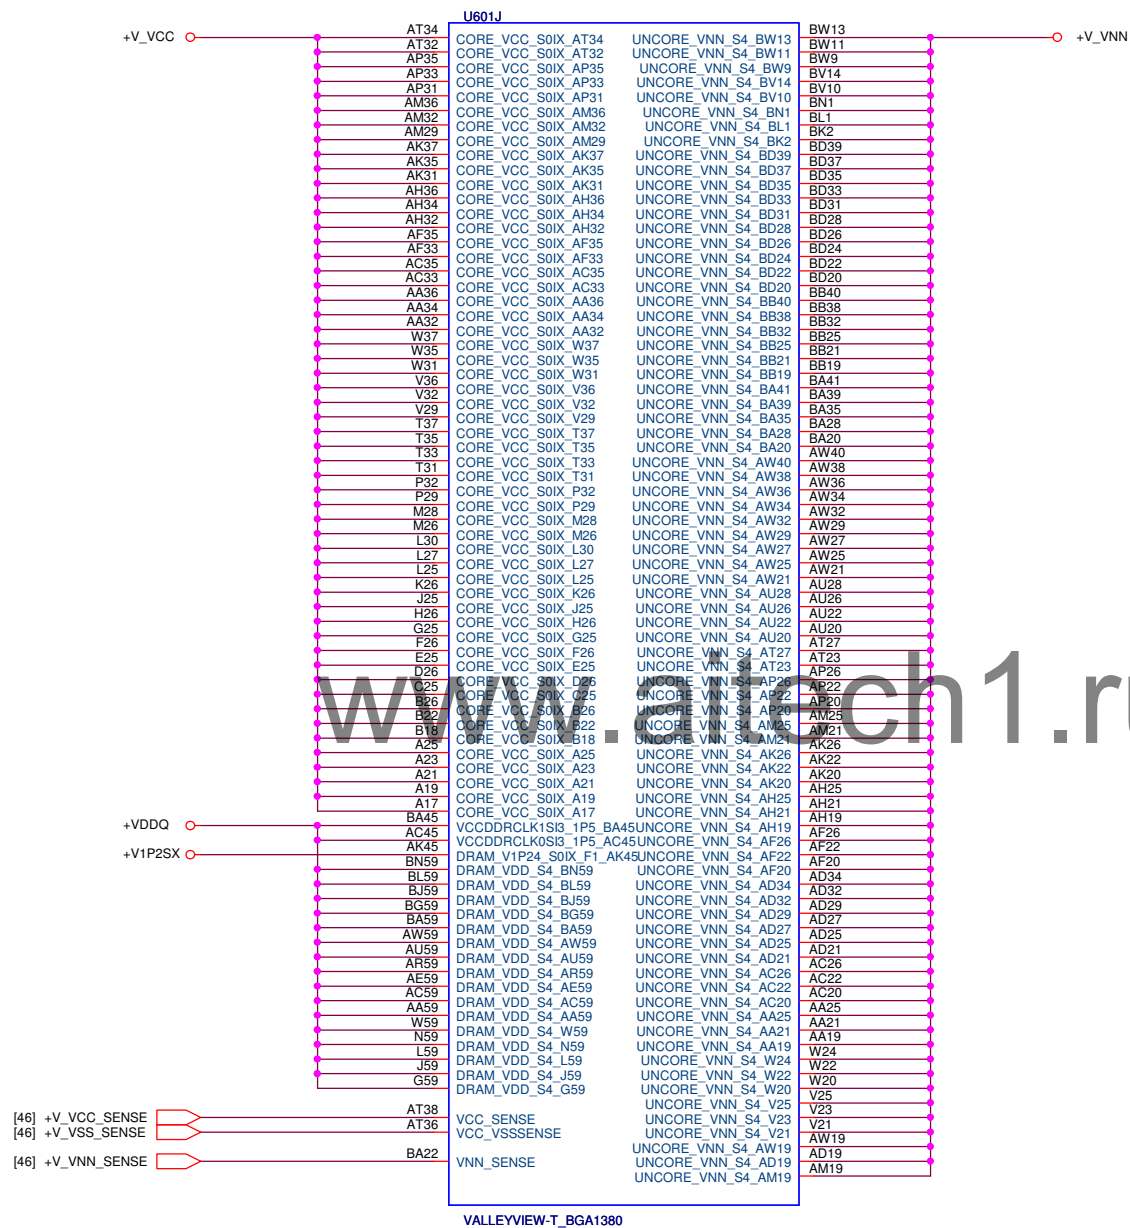 U601J
+V_VCC AT34 CORE_VCC_S0IX_AT34 UNCORE_VNN_S4_BW13 BW13 +V_VNN
AT32 CORE_VCC_S0IX_AT32 UNCORE_VNN_S4_BW11 BW11
AP35 CORE_VCC_S0IX_AP35 UNCORE_VNN_S4_BW9 BW9
AP33 CORE_VCC_S0IX_AP33 UNCORE_VNN_S4_BV14 BV14
AP31 CORE_VCC_S0IX_AP31 UNCORE_VNN_S4_BV10 BV10
AM36 CORE_VCC_S0IX_AM36 UNCORE_VNN_S4_BN1 BN1
AM32 CORE_VCC_S0IX_AM32 UNCORE_VNN_S4_BL1 BL1
AM29 CORE_VCC_S0IX_AM29 UNCORE_VNN_S4_BK2 BK2
AK37 CORE_VCC_S0IX_AK37 UNCORE_VNN_S4_BD39 BD39
AK35 CORE_VCC_S0IX_AK35 UNCORE_VNN_S4_BD37 BD37
AK31 CORE_VCC_S0IX_AK31 UNCORE_VNN_S4_BD35 BD35
AH36 CORE_VCC_S0IX_AH36 UNCORE_VNN_S4_BD33 BD33
AH34 CORE_VCC_S0IX_AH34 UNCORE_VNN_S4_BD31 BD31
AH32 CORE_VCC_S0IX_AH32 UNCORE_VNN_S4_BD28 BD28
AF35 CORE_VCC_S0IX_AF35 UNCORE_VNN_S4_BD26 BD26
AF33 CORE_VCC_S0IX_AF33 UNCORE_VNN_S4_BD24 BD24
AC35 CORE_VCC_S0IX_AC35 UNCORE_VNN_S4_BD22 BD22
AC33 CORE_VCC_S0IX_AC33 UNCORE_VNN_S4_BD20 BD20
AA36 CORE_VCC_S0IX_AA36 UNCORE_VNN_S4_BB40 BB40
AA34 CORE_VCC_S0IX_AA34 UNCORE_VNN_S4_BB38 BB38
AA32 CORE_VCC_S0IX_AA32 UNCORE_VNN_S4_BB32 BB32
W37 CORE_VCC_S0IX_W37 UNCORE_VNN_S4_BB25 BB25
W35 CORE_VCC_S0IX_W35 UNCORE_VNN_S4_BB21 BB21
W31 CORE_VCC_S0IX_W31 UNCORE_VNN_S4_BB19 BB19
V36 CORE_VCC_S0IX_V36 UNCORE_VNN_S4_BA41 BA41
V32 CORE_VCC_S0IX_V32 UNCORE_VNN_S4_BA39 BA39
V29 CORE_VCC_S0IX_V29 UNCORE_VNN_S4_BA35 BA35
T37 CORE_VCC_S0IX_T37 UNCORE_VNN_S4_BA28 BA28
T35 CORE_VCC_S0IX_T35 UNCORE_VNN_S4_BA20 BA20
T33 CORE_VCC_S0IX_T33 UNCORE_VNN_S4_AW40 AW40
T31 CORE_VCC_S0IX_T31 UNCORE_VNN_S4_AW38 AW38
P32 CORE_VCC_S0IX_P32 UNCORE_VNN_S4_AW36 AW36
P29 CORE_VCC_S0IX_P29 UNCORE_VNN_S4_AW34 AW34
M28 CORE_VCC_S0IX_M28 UNCORE_VNN_S4_AW32 AW32
M26 CORE_VCC_S0IX_M26 UNCORE_VNN_S4_AW29 AW29
L30 CORE_VCC_S0IX_L30 UNCORE_VNN_S4_AW27 AW27
L27 CORE_VCC_S0IX_L27 UNCORE_VNN_S4_AW25 AW25
L25 CORE_VCC_S0IX_L25 UNCORE_VNN_S4_AW21 AW21
K26 CORE_VCC_S0IX_K26 UNCORE_VNN_S4_AU28 AU28
J25 CORE_VCC_S0IX_J25 UNCORE_VNN_S4_AU26 AU26
H26 CORE_VCC_S0IX_H26 UNCORE_VNN_S4_AU22 AU22
G25 CORE_VCC_S0IX_G25 UNCORE_VNN_S4_AU20 AU20
F26 CORE_VCC_S0IX_F26 UNCORE_VNN_S4_AT27 AT27
E25 CORE_VCC_S0IX_E25 UNCORE_VNN_S4_AT23 AT23
D26 CORE_VCC_S0IX_D26 UNCORE_VNN_S4_AP26 AP26
C25 CORE_VCC_S0IX_C25 UNCORE_VNN_S4_AP22 AP22
B26 CORE_VCC_S0IX_B26 UNCORE_VNN_S4_AP20 AP20
www.aitech1.ru
B22 CORE_VCC_S0IX_B22 UNCORE_VNN_S4_AM25 AM25
B18 CORE_VCC_S0IX_B18 UNCORE_VNN_S4_AM21 AM21
A25 CORE_VCC_S0IX_A25 UNCORE_VNN_S4_AK26 AK26
A23 CORE_VCC_S0IX_A23 UNCORE_VNN_S4_AK22 AK22
A21 CORE_VCC_S0IX_A21 UNCORE_VNN_S4_AK20 AK20
A19 CORE_VCC_S0IX_A19 UNCORE_VNN_S4_AH25 AH25
A17 CORE_VCC_S0IX_A17 UNCORE_VNN_S4_AH21 AH21
+VDDQ BA45 VCCDDRCLK1SI3_1P5_BA45 UNCORE_VNN_S4_AH19 AH19
AC45 VCCDDRCLK0SI3_1P5_AC45 UNCORE_VNN_S4_AF26 AF26
+V1P2SX AK45 DRAM_V1P24_S0IX_F1_AK45 UNCORE_VNN_S4_AF22 AF22
BN59 DRAM_VDD_S4_BN59 UNCORE_VNN_S4_AF20 AF20
BL59 DRAM_VDD_S4_BL59 UNCORE_VNN_S4_AD34 AD34
BJ59 DRAM_VDD_S4_BJ59 UNCORE_VNN_S4_AD32 AD32
BG59 DRAM_VDD_S4_BG59 UNCORE_VNN_S4_AD29 AD29
BA59 DRAM_VDD_S4_BA59 UNCORE_VNN_S4_AD27 AD27
AW59 DRAM_VDD_S4_AW59 UNCORE_VNN_S4_AD25 AD25
AU59 DRAM_VDD_S4_AU59 UNCORE_VNN_S4_AD21 AD21
AR59 DRAM_VDD_S4_AR59 UNCORE_VNN_S4_AC26 AC26
AE59 DRAM_VDD_S4_AE59 UNCORE_VNN_S4_AC22 AC22
AC59 DRAM_VDD_S4_AC59 UNCORE_VNN_S4_AC20 AC20
AA59 DRAM_VDD_S4_AA59 UNCORE_VNN_S4_AA25 AA25
W59 DRAM_VDD_S4_W59 UNCORE_VNN_S4_AA21 AA21
N59 DRAM_VDD_S4_N59 UNCORE_VNN_S4_AA19 AA19
L59 DRAM_VDD_S4_L59 UNCORE_VNN_S4_W24 W24
J59 DRAM_VDD_S4_J59 UNCORE_VNN_S4_W22 W22
G59 DRAM_VDD_S4_G59 UNCORE_VNN_S4_W20 W20
UNCORE_VNN_S4_V25 V25
[46] +V_VCC_SENSE AT38 VCC_SENSE UNCORE_VNN_S4_V23 V23
[46] +V_VSS_SENSE AT36 VCC_VSSSENSE UNCORE_VNN_S4_V21 V21
UNCORE_VNN_S4_AW19 AW19
[46] +V_VNN_SENSE BA22 VNN_SENSE UNCORE_VNN_S4_AD19 AD19
UNCORE_VNN_S4_AM19 AM19
VALLEYVIEW-T_BGA1380